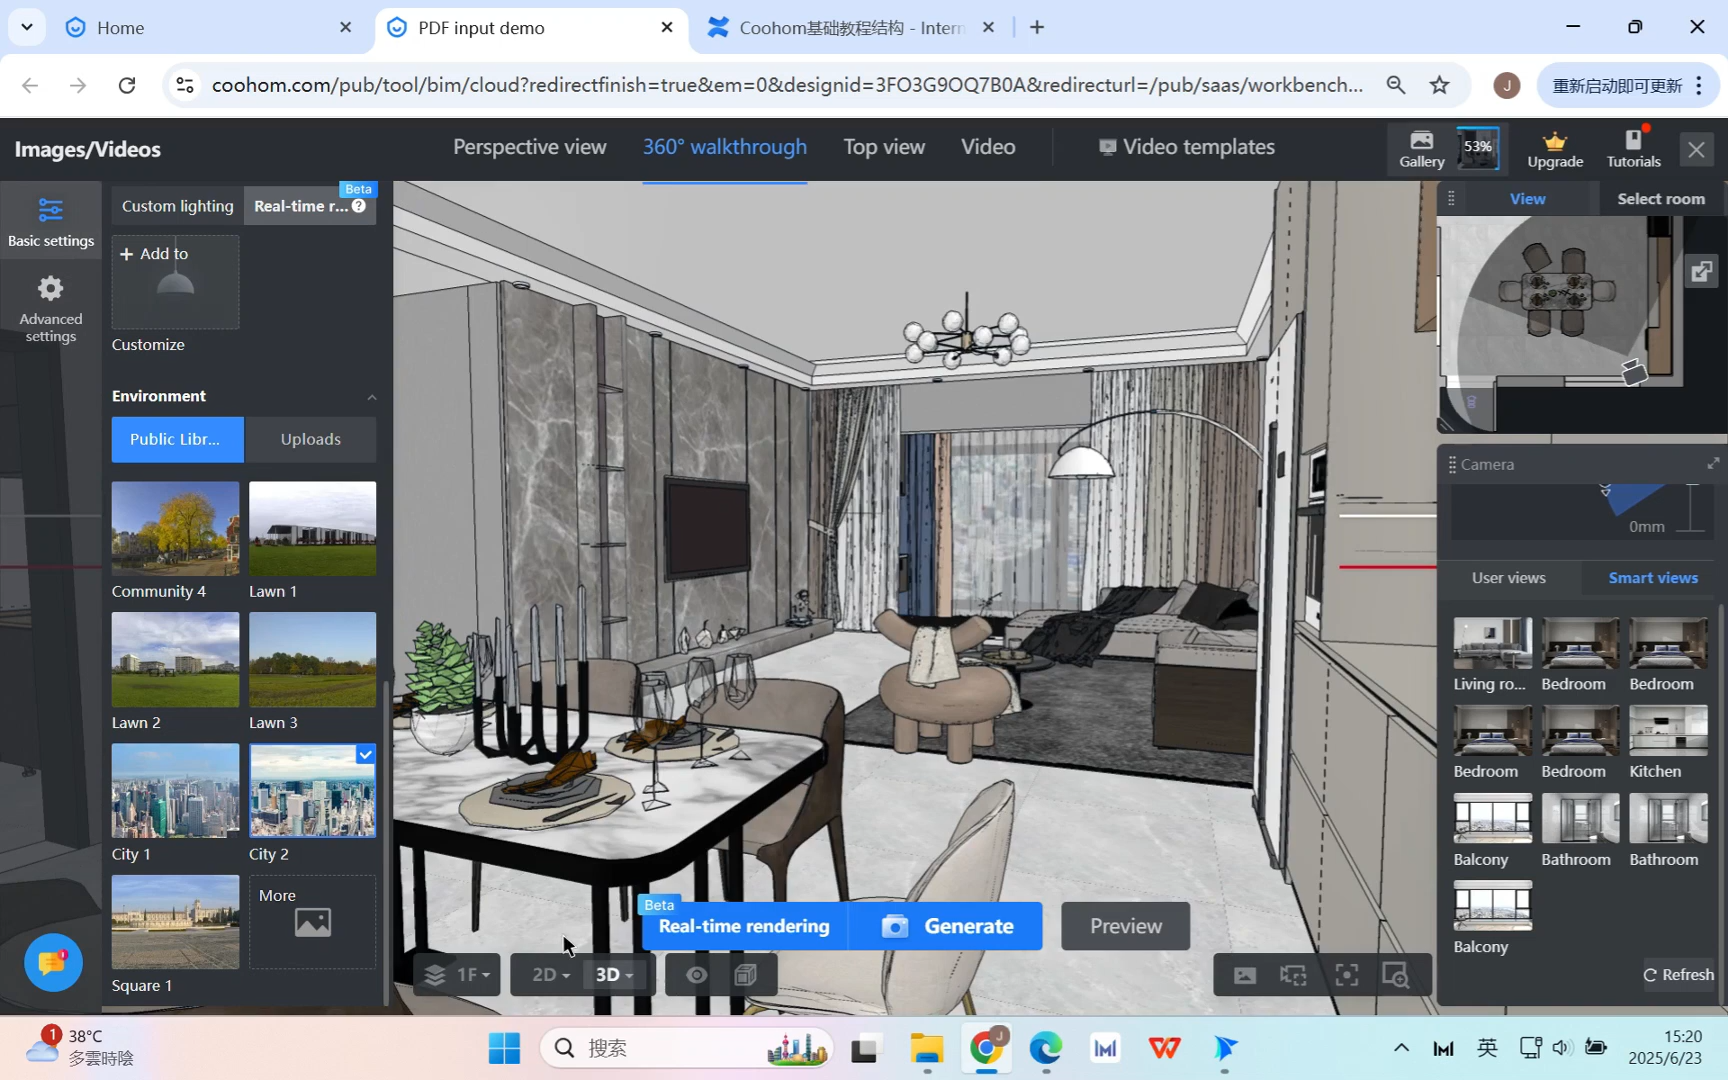 Home
PDF input demo
Coohom基础教程结构 - Intern
coohom.com/pub/tool/bim/cloud?redirectfinish=true&em=0&designid=3FO3G9OQ7B0A&redirecturl=/pub/saas/workbench...
J
重新启动即可更新
Images/Videos
Perspective view
360° walkthrough
Top view
Video
Video templates
Gallery
53%
Upgrade
Tutorials
Basic settings
Advanced
settings
Custom lighting
Beta
Real-time r...
+ Add to
Customize
Environment
Public Libr...
Uploads
Community 4
Lawn 1
Lawn 2
Lawn 3
City 1
City 2
Square 1
More
View
Select room
Camera
0mm
User views
Smart views
Living ro...
Bedroom
Bedroom
Bedroom
Bedroom
Kitchen
Balcony
Bathroom
Bathroom
Balcony
Refresh
Beta
Real-time rendering
Generate
Preview
1F
2D
3D
1
38°C
多雲時陰
搜索
J
英
15:20
2025/6/23